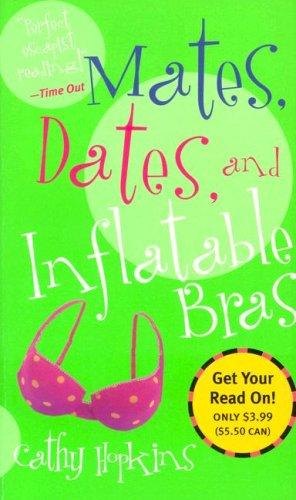 "Perfect
escapist
reading!"
—Time Out
Mates,
Dates, and
Inflatable
Bras
Get Your
Read On!
ONLY $3.99
($5.50 CAN)
Cathy Hopkins